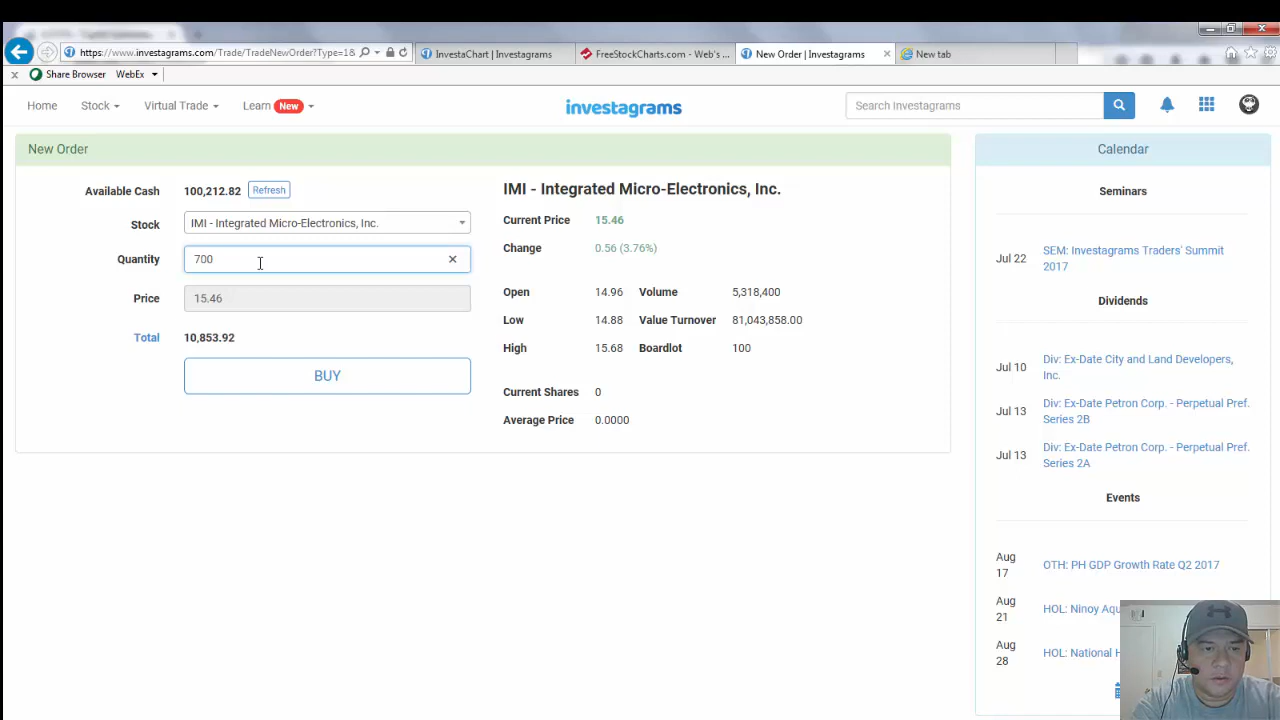 https://www.investagrams.com/Trade/TradeNewOrder?Type=1&
InvestaChart | Investagrams
FreeStockCharts.com - Web's ...
New Order | Investagrams
New tab
x Share Browser WebEx
Home
Stock
Virtual Trade
Learn New
investagrams
Search Investagrams
New Order
Available Cash 100,212.82 Refresh
Stock IMI - Integrated Micro-Electronics, Inc.
Quantity 700
Price 15.46
Total 10,853.92
BUY
IMI - Integrated Micro-Electronics, Inc.
Current Price 15.46
Change 0.56 (3.76%)
Open 14.96 Volume 5,318,400
Low 14.88 Value Turnover 81,043,858.00
High 15.68 Boardlot 100
Current Shares 0
Average Price 0.0000
Calendar
Seminars
Jul 22 SEM: Investagrams Traders' Summit
2017
Dividends
Jul 10 Div: Ex-Date City and Land Developers,
Inc.
Jul 13 Div: Ex-Date Petron Corp. - Perpetual Pref.
Series 2B
Jul 13 Div: Ex-Date Petron Corp. - Perpetual Pref.
Series 2A
Events
Aug
17 OTH: PH GDP Growth Rate Q2 2017
Aug
21 HOL: Ninoy
Aug
28 HOL: National